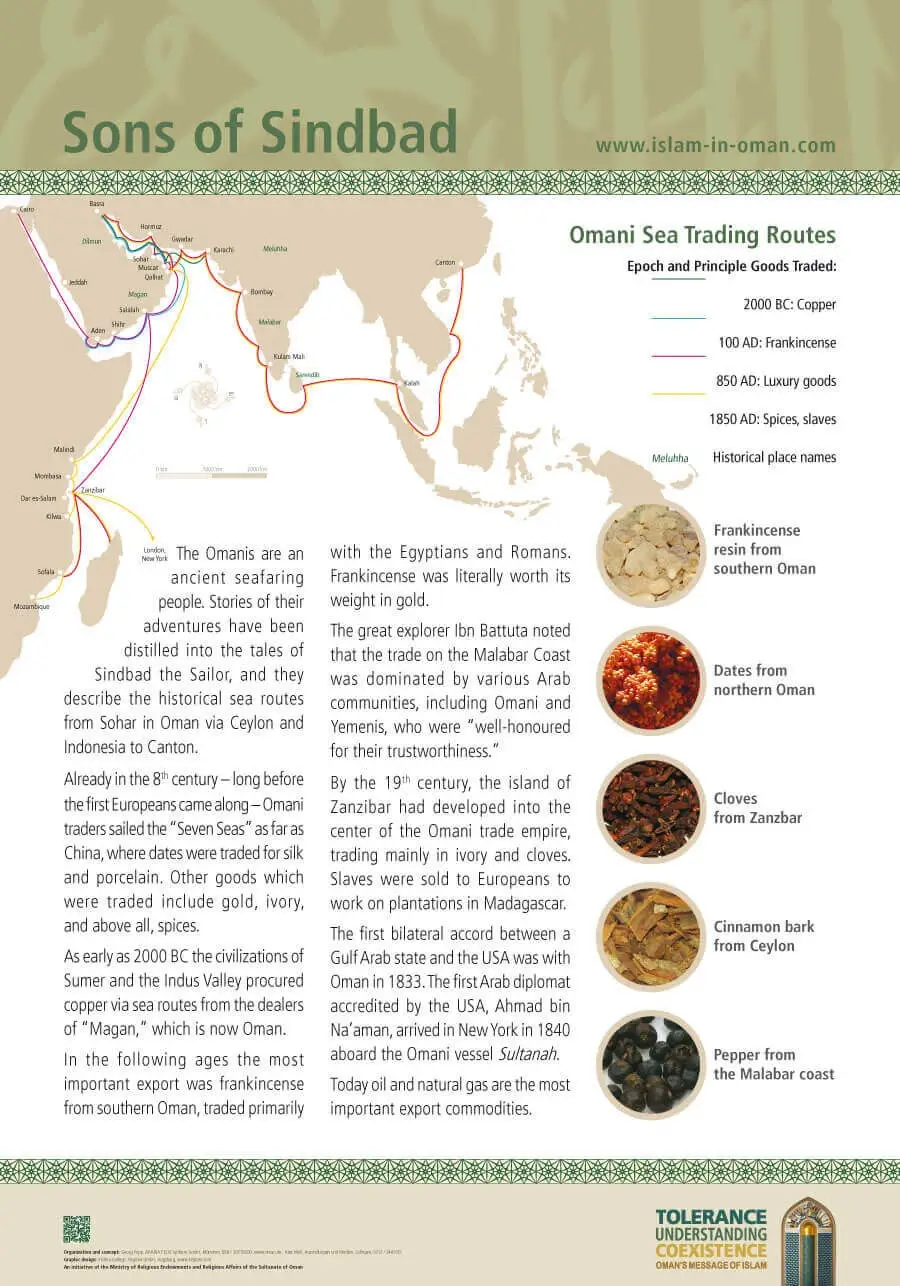 Sons of Sindbad
www.islam-in-oman.com
Cairo
Basra
Dilmun
Hormuz
Gwadar
Karachi
Meluhha
Canton
Sohar
Muscat
Qalhat
Jeddah
Magan
Bombay
Salalah
Shihr
Aden
Malabar
Kulam Mali
Serendib
Kalah
Malindi
Mombasa
Zanzibar
Dar es-Salam
Kilwa
London,
New York
Sofala
Mozambique
Omani Sea Trading Routes
Epoch and Principle Goods Traded:
2000 BC: Copper
100 AD: Frankincense
850 AD: Luxury goods
1850 AD: Spices, slaves
Meluhha Historical place names
The Omanis are an
ancient seafaring
people. Stories of their
adventures have been
distilled into the tales of
Sindbad the Sailor, and they
describe the historical sea routes
from Sohar in Oman via Ceylon and
Indonesia to Canton.
Already in the 8th century – long before
the first Europeans came along – Omani
traders sailed the “Seven Seas” as far as
China, where dates were traded for silk
and porcelain. Other goods which
were traded include gold, ivory,
and above all, spices.
As early as 2000 BC the civilizations of
Sumer and the Indus Valley procured
copper via sea routes from the dealers
of “Magan,” which is now Oman.
In the following ages the most
important export was frankincense
from southern Oman, traded primarily
with the Egyptians and Romans.
Frankincense was literally worth its
weight in gold.
The great explorer Ibn Battuta noted
that the trade on the Malabar Coast
was dominated by various Arab
communities, including Omani and
Yemenis, who were “well-honoured
for their trustworthiness.”
By the 19th century, the island of
Zanzibar had developed into the
center of the Omani trade empire,
trading mainly in ivory and cloves.
Slaves were sold to Europeans to
work on plantations in Madagascar.
The first bilateral accord between a
Gulf Arab state and the USA was with
Oman in 1833. The first Arab diplomat
accredited by the USA, Ahmad bin
Na’aman, arrived in New York in 1840
aboard the Omani vessel Sultanah.
Today oil and natural gas are the most
important export commodities.
Frankincense
resin from
southern Oman
Dates from
northern Oman
Cloves
from Zanzbar
Cinnamon bark
from Ceylon
Pepper from
the Malabar coast
Organization and concept:
Graphic design:
An initiative of the Ministry of Religious Endowments and Religious Affairs of the Sultanate of Oman
TOLERANCE
UNDERSTANDING
COEXISTENCE
OMAN'S MESSAGE OF ISLAM